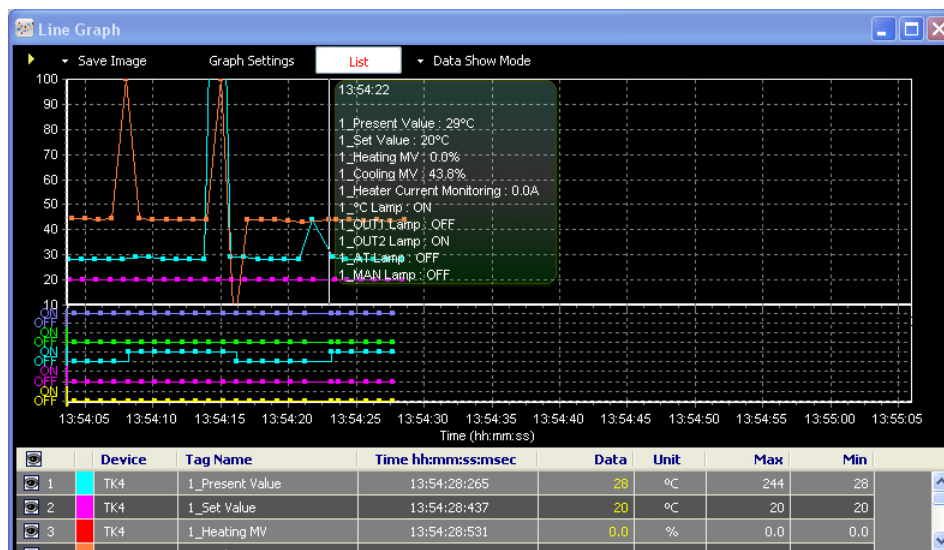 Line Graph
Save Image Graph Settings List Data Show Mode
100
90
80
70
60
50
40
30
20
10
13:54:22
1_Present Value : 29ºC
1_Set Value : 20ºC
1_Heating MV : 0.0%
1_Cooling MV : 43.8%
1_Heater Current Monitoring : 0.0A
1_ºC Lamp : ON
1_OUT1 Lamp : OFF
1_OUT2 Lamp : ON
1_AT Lamp : OFF
1_MAN Lamp : OFF
ON
OFF
ON
OFF
ON
OFF
ON
OFF
ON
OFF
13:54:05 13:54:10 13:54:15 13:54:20 13:54:25 13:54:30 13:54:35 13:54:40 13:54:45 13:54:50 13:54:55 13:55:00 13:55:05
Time (hh:mm:ss)
Device Tag Name Time hh:mm:ss:msec Data Unit Max Min
1 TK4 1_Present Value 13:54:28:265 28 ºC 244 28
2 TK4 1_Set Value 13:54:28:437 20 ºC 20 20
3 TK4 1_Heating MV 13:54:28:531 0.0 % 0.0 0.0